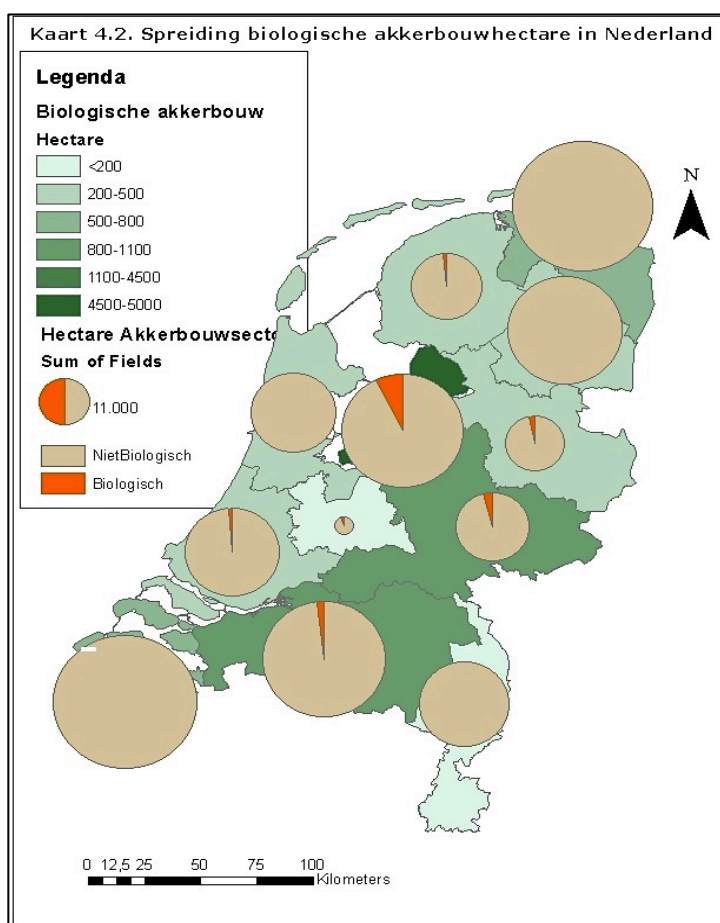 Kaart 4.2. Spreiding biologische akkerbouwhectare in Nederland
Legenda
Biologische akkerbouw
Hectare
<200
200-500
500-800
800-1100
1100-4500
4500-5000
Hectare Akkerbouwsecto
Sum of Fields
11.000
NietBiologisch
Biologisch
N
0 12,5 25 50 75 100
Kilometers